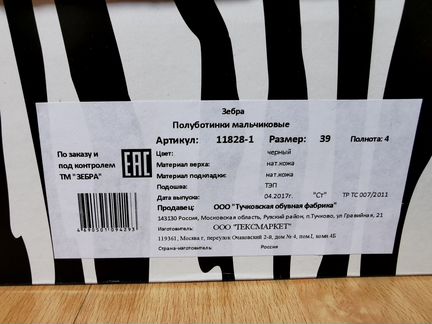 Зебра
Полуботинки мальчиковые
Артикул: 11828-1 Размер: 39 Полнота: 4
По заказу и
под контролем
ТМ "ЗЕБРА"
EAC
Цвет: черный
Материал верха: нат.кожа
Материал подкладки: нат.кожа
Подошва: ТЭП
Дата выпуска: 04.2017г. "Ст" ТР ТС 007/2011
Продавец: ООО "Тучковская обувная фабрика"
143130 Россия, Московская область, Рузский район, п.Тучково, ул Гравийная, 21
Изготовитель: ООО "ТЕКСМАРКЕТ"
119361, Москва г, переулок Очаковский 2-й, дом № 4, пом.I, комн 4Б
Страна-изготовитель: Россия
4690501094293